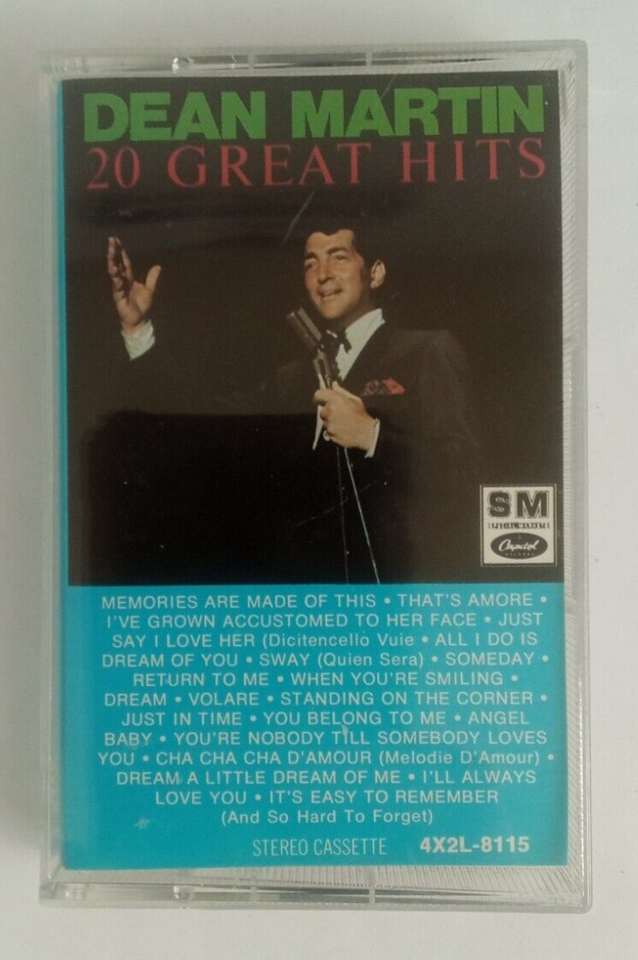 DEAN MARTIN
20 GREAT HITS
SM
SPECIAL MARKETS
Capitol
RECORDS
MEMORIES ARE MADE OF THIS • THAT'S AMORE •
I'VE GROWN ACCUSTOMED TO HER FACE • JUST
SAY I LOVE HER (Dicitencello Vuie • ALL I DO IS
DREAM OF YOU • SWAY (Quien Sera) • SOMEDAY •
RETURN TO ME • WHEN YOU'RE SMILING •
DREAM • VOLARE • STANDING ON THE CORNER •
JUST IN TIME • YOU BELONG TO ME • ANGEL
BABY • YOU'RE NOBODY TILL SOMEBODY LOVES
YOU • CHA CHA CHA D'AMOUR (Melodie D'Amour) •
DREAM A LITTLE DREAM OF ME • I'LL ALWAYS
LOVE YOU • IT'S EASY TO REMEMBER
(And So Hard To Forget)
STEREO CASSETTE 4X2L-8115